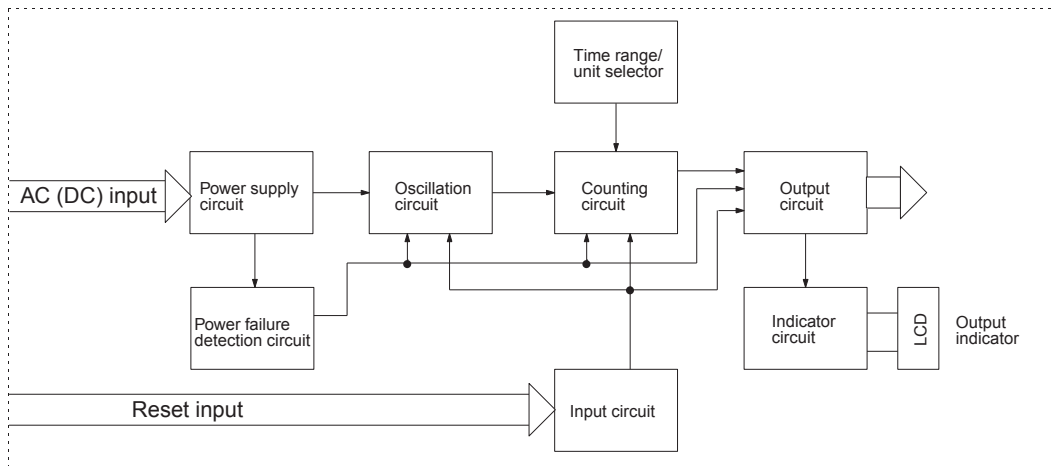 Time range/
unit selector
AC (DC) input
Power supply
circuit
Oscillation
circuit
Counting
circuit
Output
circuit
Power failure
detection circuit
Indicator
circuit
LCD
Output
indicator
Reset input
Input circuit